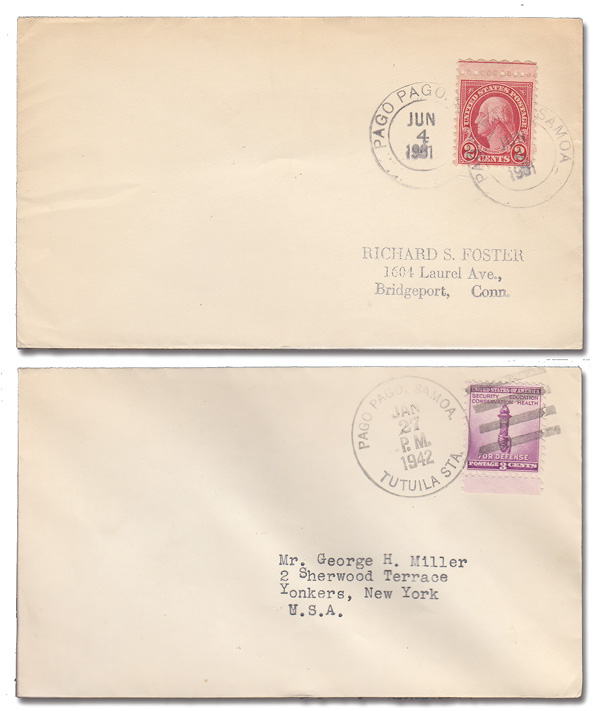 PAGO PAGO, SAMOA
JUN
4
1931
UNITED STATES POSTAGE
2 CENTS 2
SAMOA
1931
RICHARD S. FOSTER
1604 Laurel Ave.,
Bridgeport, Conn.
PAGO PAGO, SAMOA.
JAN
27
P.M.
1942
TUTUILA STA.
UNITED STATES OF AMERICA
SECURITY EDUCATION
CONSERVATION HEALTH
FOR DEFENSE
POSTAGE 3 CENTS
Mr. George H. Miller
2 Sherwood Terrace
Yonkers, New York
U.S.A.